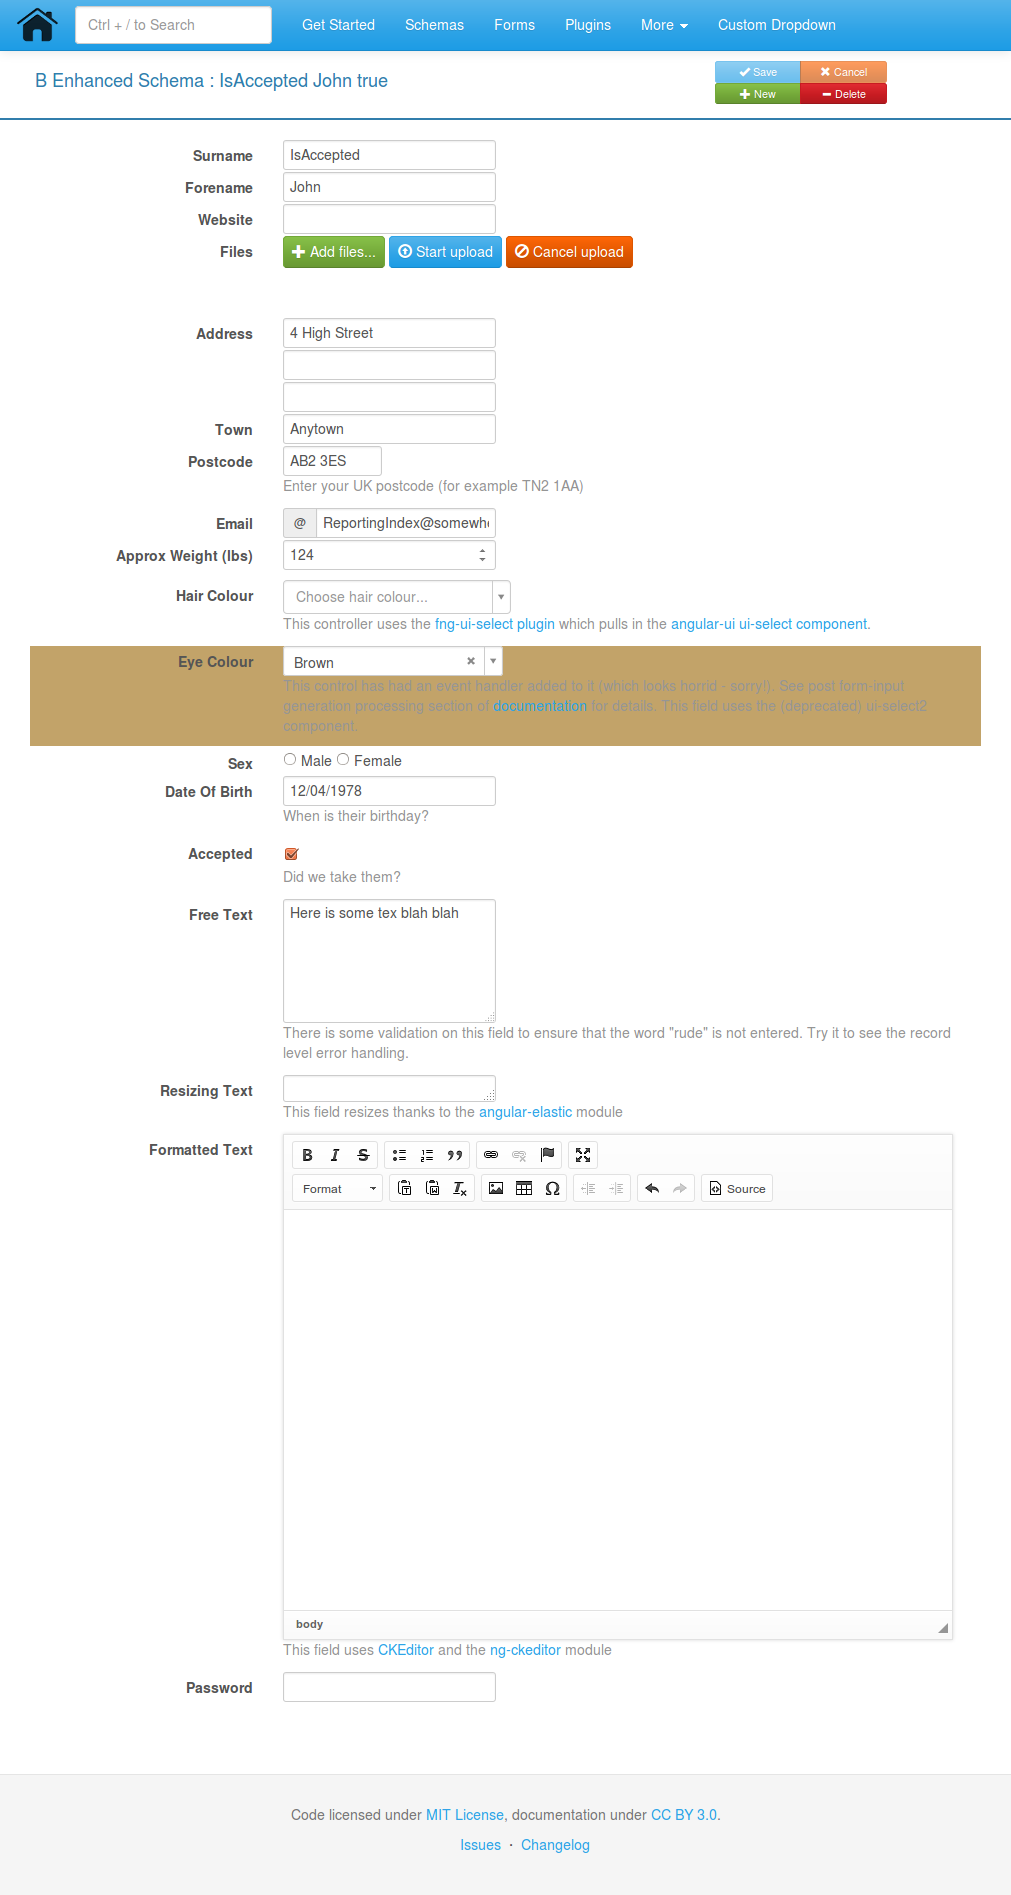 Ctrl + / to Search
Get Started
Schemas
Forms
Plugins
More
Custom Dropdown
B Enhanced Schema : IsAccepted John true
Save
Cancel
New
Delete
Surname
IsAccepted
Forename
John
Website
Files
Add files...
Start upload
Cancel upload
Address
4 High Street
Town
Anytown
Postcode
AB2 3ES
Enter your UK postcode (for example TN2 1AA)
Email
@
ReportingIndex@somewh
Approx Weight (lbs)
124
Hair Colour
Choose hair colour...
This controller uses the fng-ui-select plugin which pulls in the angular-ui ui-select component.
Eye Colour
Brown
This control has had an event handler added to it (which looks horrid - sorry!). See post form-input
generation processing section of documentation for details. This field uses the (deprecated) ui-select2
component.
Sex
Male
Female
Date Of Birth
12/04/1978
When is their birthday?
Accepted
Did we take them?
Free Text
Here is some tex blah blah
There is some validation on this field to ensure that the word "rude" is not entered. Try it to see the record
level error handling.
Resizing Text
This field resizes thanks to the angular-elastic module
Formatted Text
B I S
Format
Source
body
This field uses CKEditor and the ng-ckeditor module
Password
Code licensed under MIT License, documentation under CC BY 3.0.
Issues · Changelog